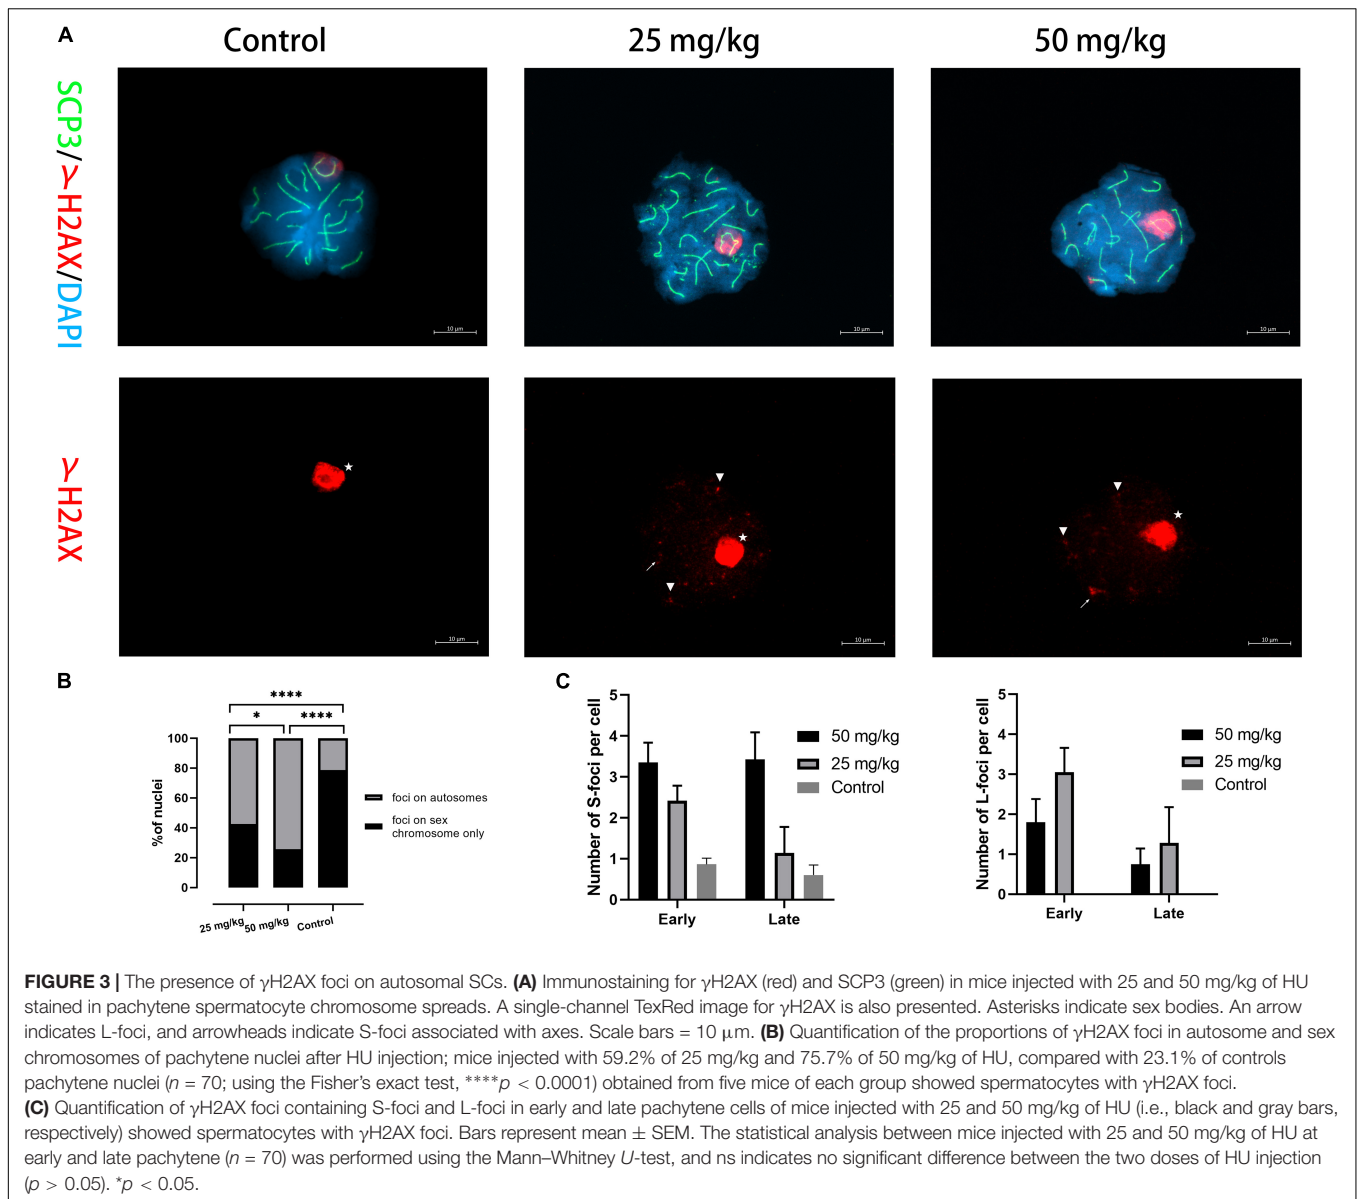 A
Control
25 mg/kg
50 mg/kg
SCP3/γH2AX/DAPI
10 µm
10 µm
10 µm
γH2AX
10 µm
10 µm
10 µm
B
****
*
****
% of nuclei
100
80
60
40
20
0
25 mg/kg
50 mg/kg
Control
foci on autosomes
foci on sex
chromosome only
C
Number of S-foci per cell
5
4
3
2
1
0
Early
Late
50 mg/kg
25 mg/kg
Control
Number of L-foci per cell
5
4
3
2
1
0
Early
Late
50 mg/kg
25 mg/kg
Control
FIGURE 3 | The presence of γH2AX foci on autosomal SCs. (A) Immunostaining for γH2AX (red) and SCP3 (green) in mice injected with 25 and 50 mg/kg of HU
stained in pachytene spermatocyte chromosome spreads. A single-channel TexRed image for γH2AX is also presented. Asterisks indicate sex bodies. An arrow
indicates L-foci, and arrowheads indicate S-foci associated with axes. Scale bars = 10 µm. (B) Quantification of the proportions of γH2AX foci in autosome and sex
chromosomes of pachytene nuclei after HU injection; mice injected with 59.2% of 25 mg/kg and 75.7% of 50 mg/kg of HU, compared with 23.1% of controls
pachytene nuclei (n = 70; using the Fisher's exact test, ****p < 0.0001) obtained from five mice of each group showed spermatocytes with γH2AX foci.
(C) Quantification of γH2AX foci containing S-foci and L-foci in early and late pachytene cells of mice injected with 25 and 50 mg/kg of HU (i.e., black and gray bars,
respectively) showed spermatocytes with γH2AX foci. Bars represent mean ± SEM. The statistical analysis between mice injected with 25 and 50 mg/kg of HU at
early and late pachytene (n = 70) was performed using the Mann–Whitney U-test, and ns indicates no significant difference between the two doses of HU injection
(p > 0.05). *p < 0.05.